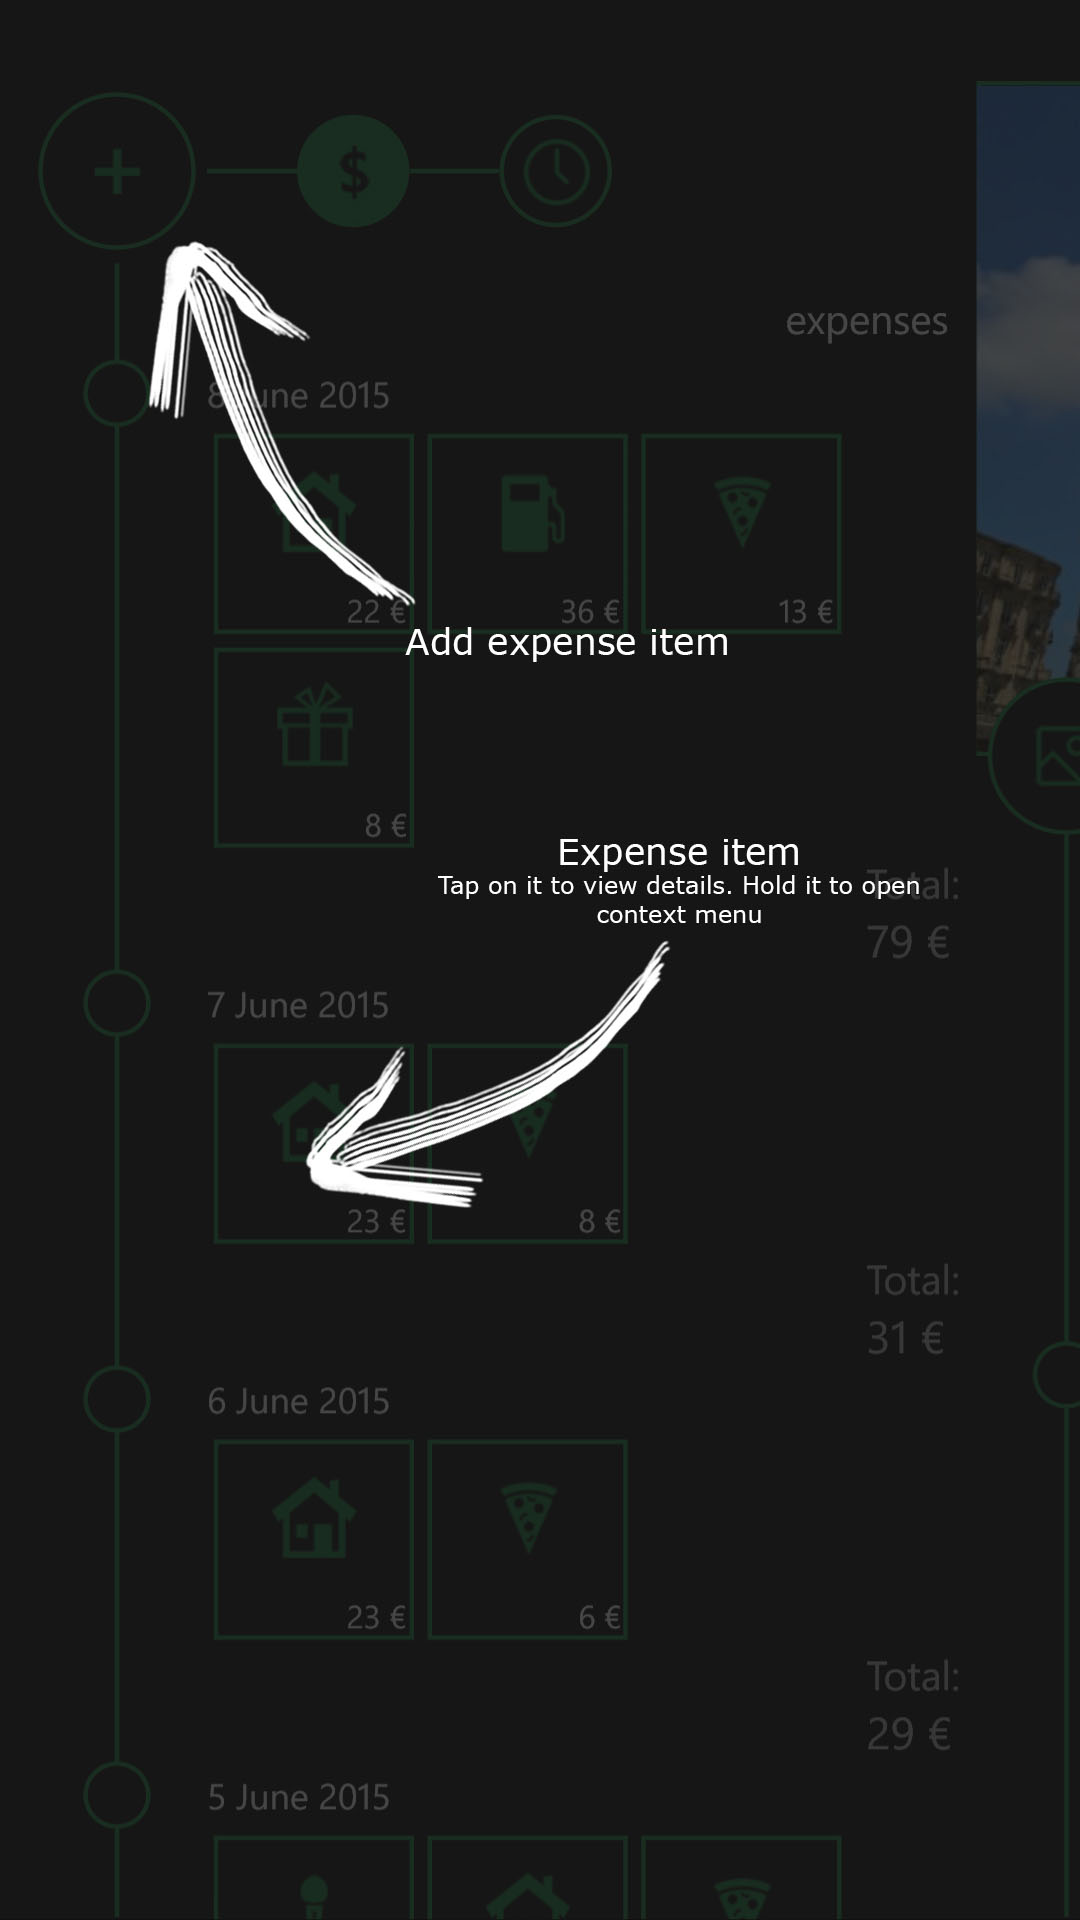 +
$
expenses
8 June 2015
22 €
36 €
13 €
Add expense item
8 €
Expense item
Tap on it to view details. Hold it to open
context menu
Total:
79 €
7 June 2015
23 €
8 €
Total:
31 €
6 June 2015
23 €
6 €
Total:
29 €
5 June 2015